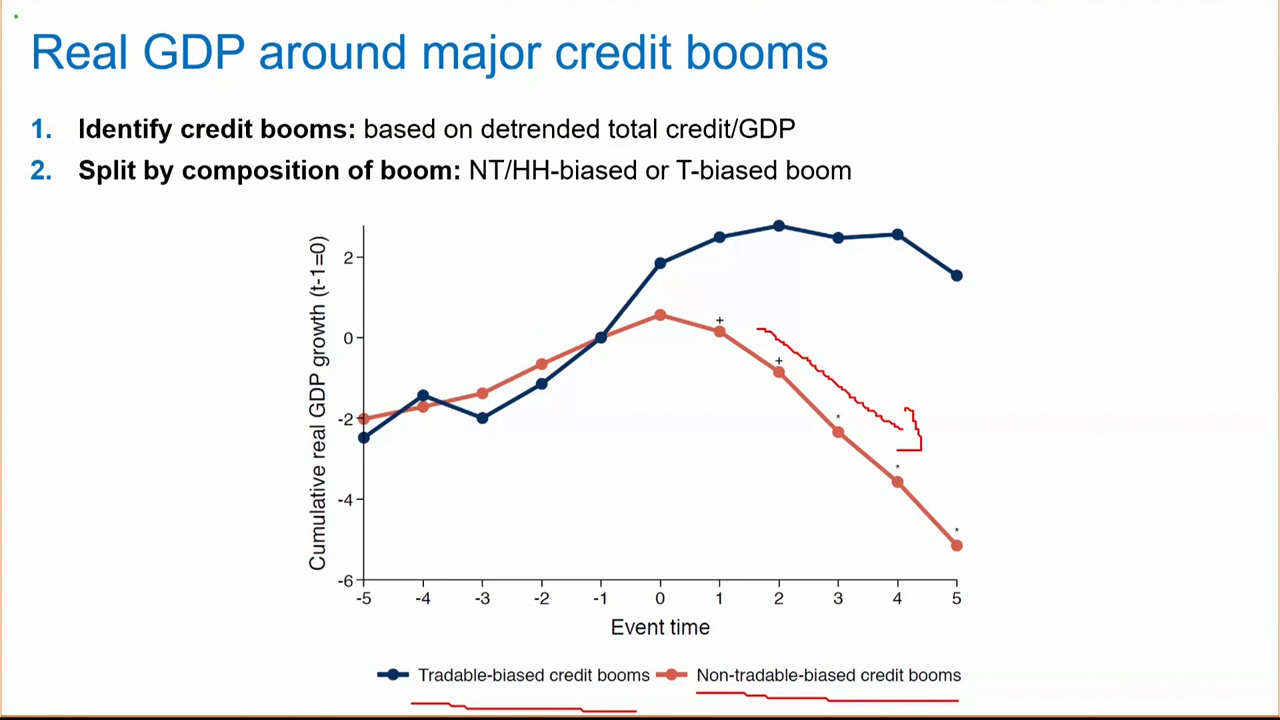 Real GDP around major credit booms
1. Identify credit booms: based on detrended total credit/GDP
2. Split by composition of boom: NT/HH-biased or T-biased boom
Cumulative real GDP growth (t-1=0)
2
0
-2
-4
-6
+
+
*
*
*
-5 -4 -3 -2 -1 0 1 2 3 4 5
Event time
Tradable-biased credit booms Non-tradable-biased credit booms